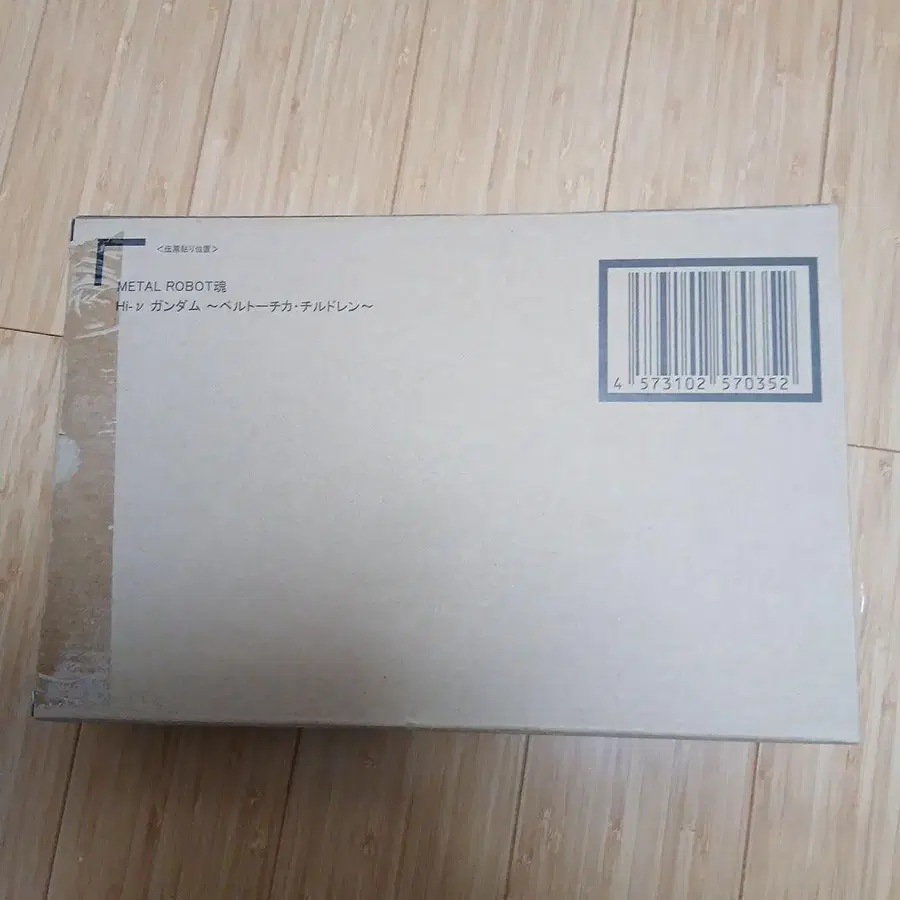 <伝票貼り位置>
METAL ROBOT魂
Hi-ν ガンダム ～ベルトーチカ・チルドレン～
4 573102 570352